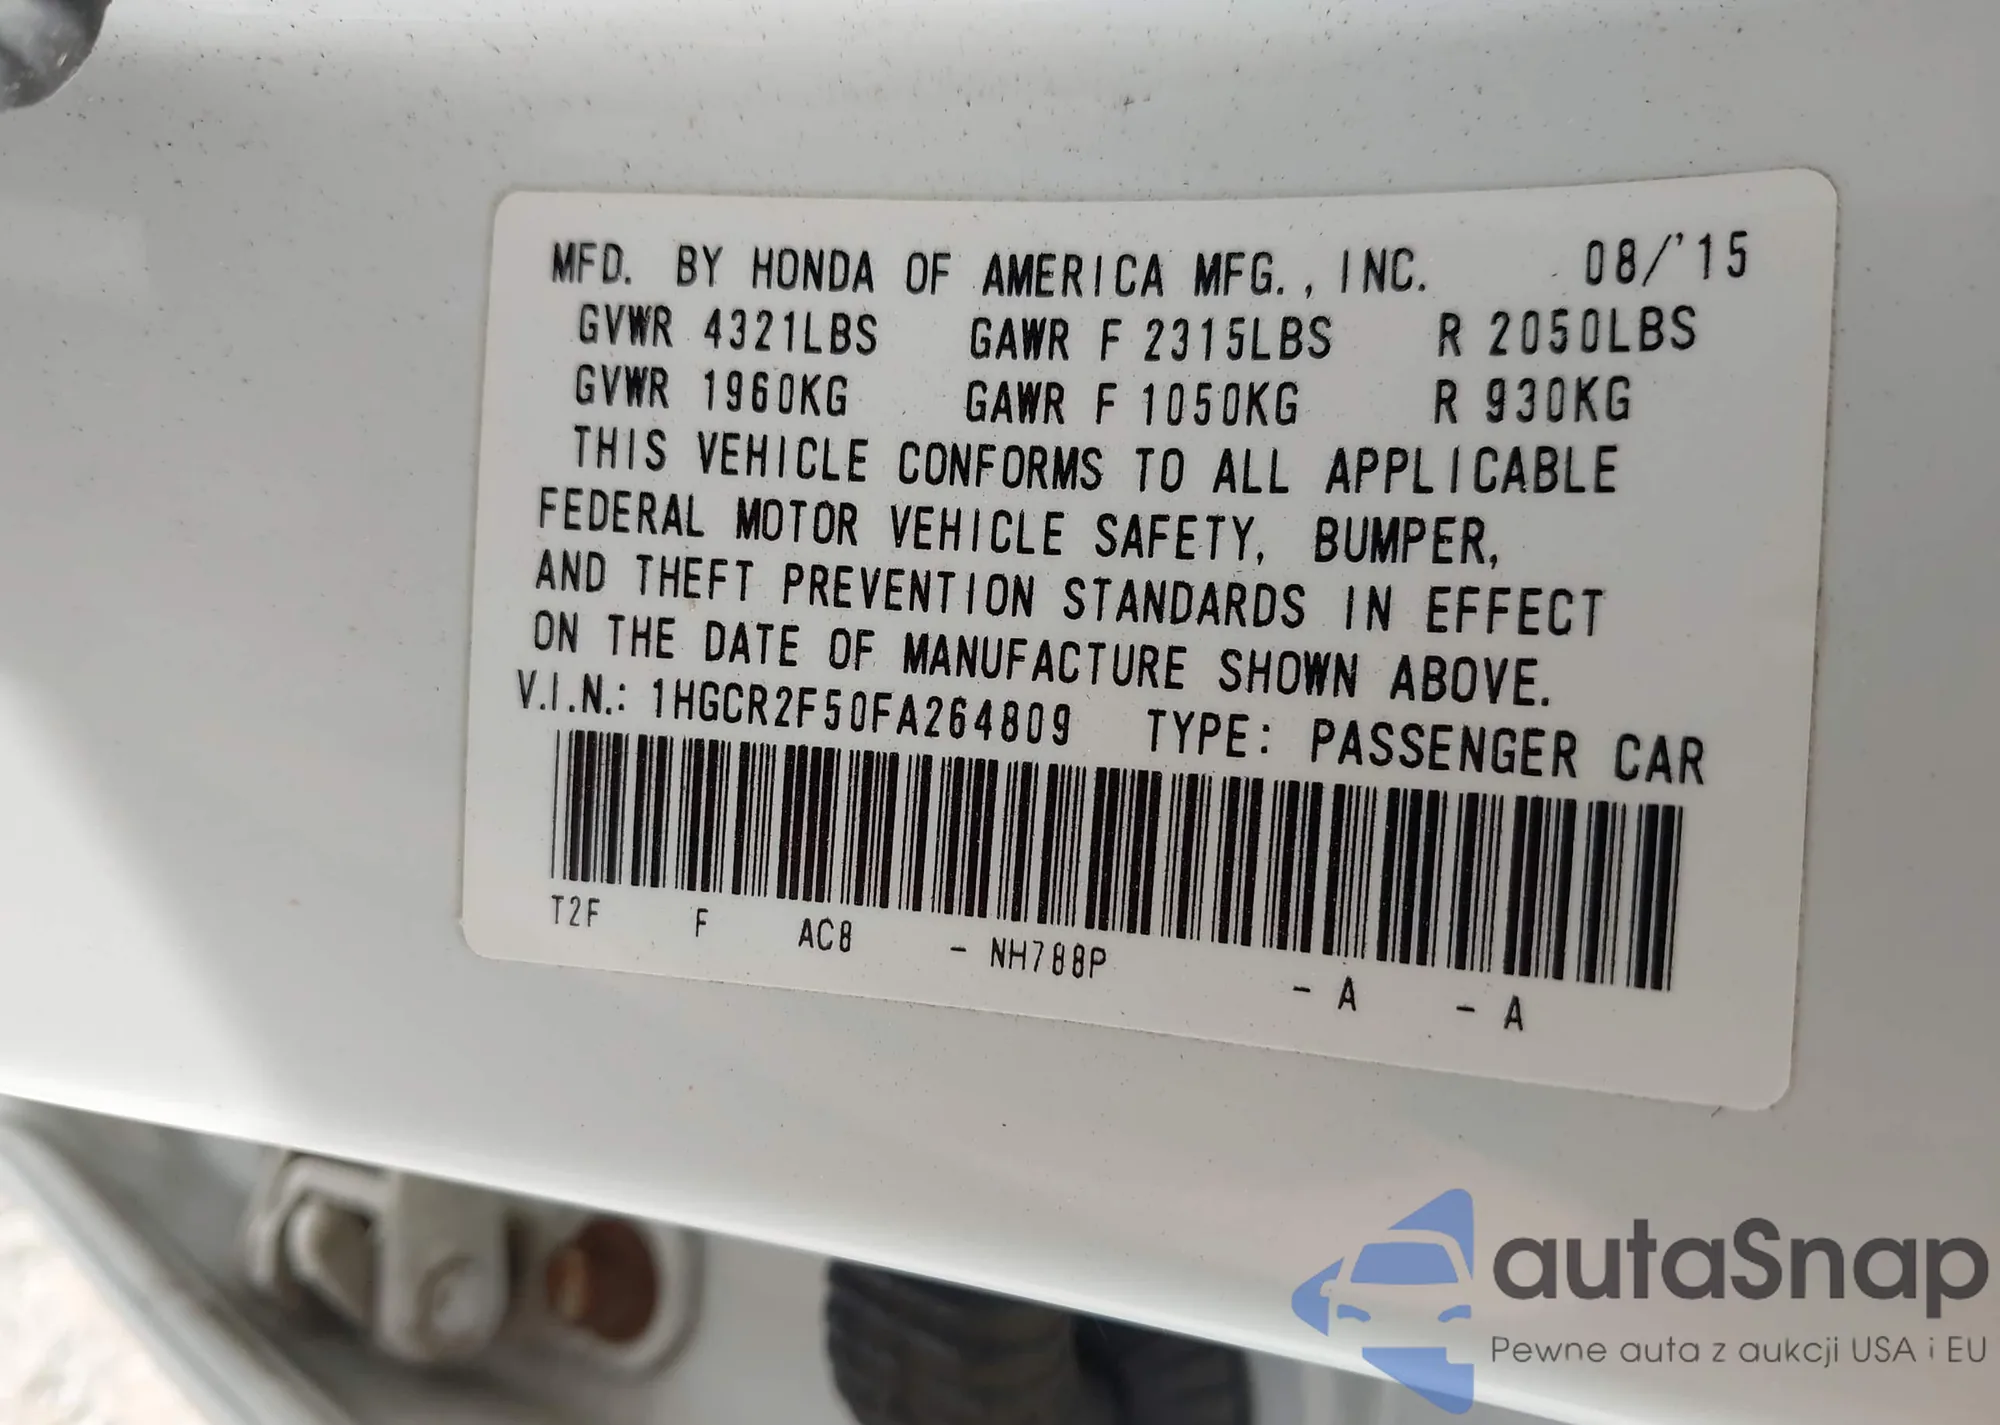 MFD. BY HONDA OF AMERICA MFG., INC. 08/'15
GVWR 4321LBS GAWR F 2315LBS R 2050LBS
GVWR 1960KG GAWR F 1050KG R 930KG
THIS VEHICLE CONFORMS TO ALL APPLICABLE
FEDERAL MOTOR VEHICLE SAFETY, BUMPER,
AND THEFT PREVENTION STANDARDS IN EFFECT
ON THE DATE OF MANUFACTURE SHOWN ABOVE.
V.I.N.: 1HGCR2F50FA264809 TYPE: PASSENGER CAR
T2F F AC8 - NH788P - A - A
autaSnap
Pewne auta z aukcji USA i EU